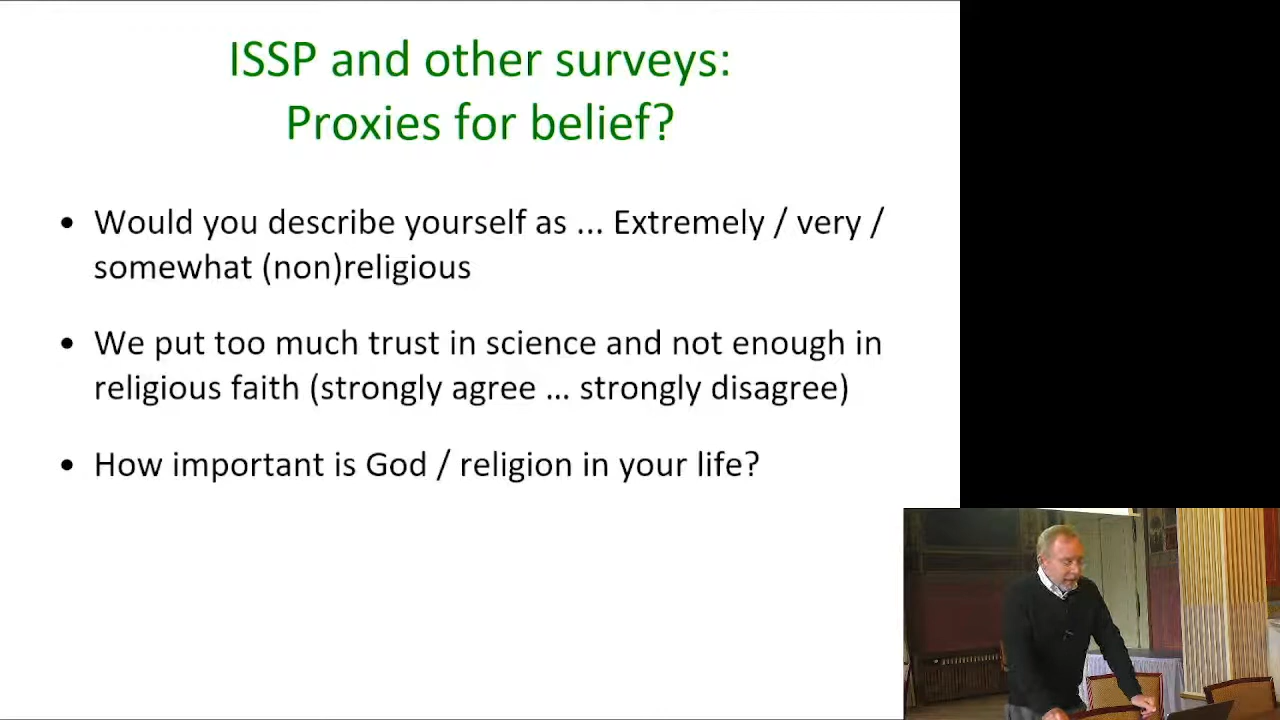 ISSP and other surveys:
Proxies for belief?
• Would you describe yourself as ... Extremely / very /
somewhat (non)religious
• We put too much trust in science and not enough in
religious faith (strongly agree ... strongly disagree)
• How important is God / religion in your life?